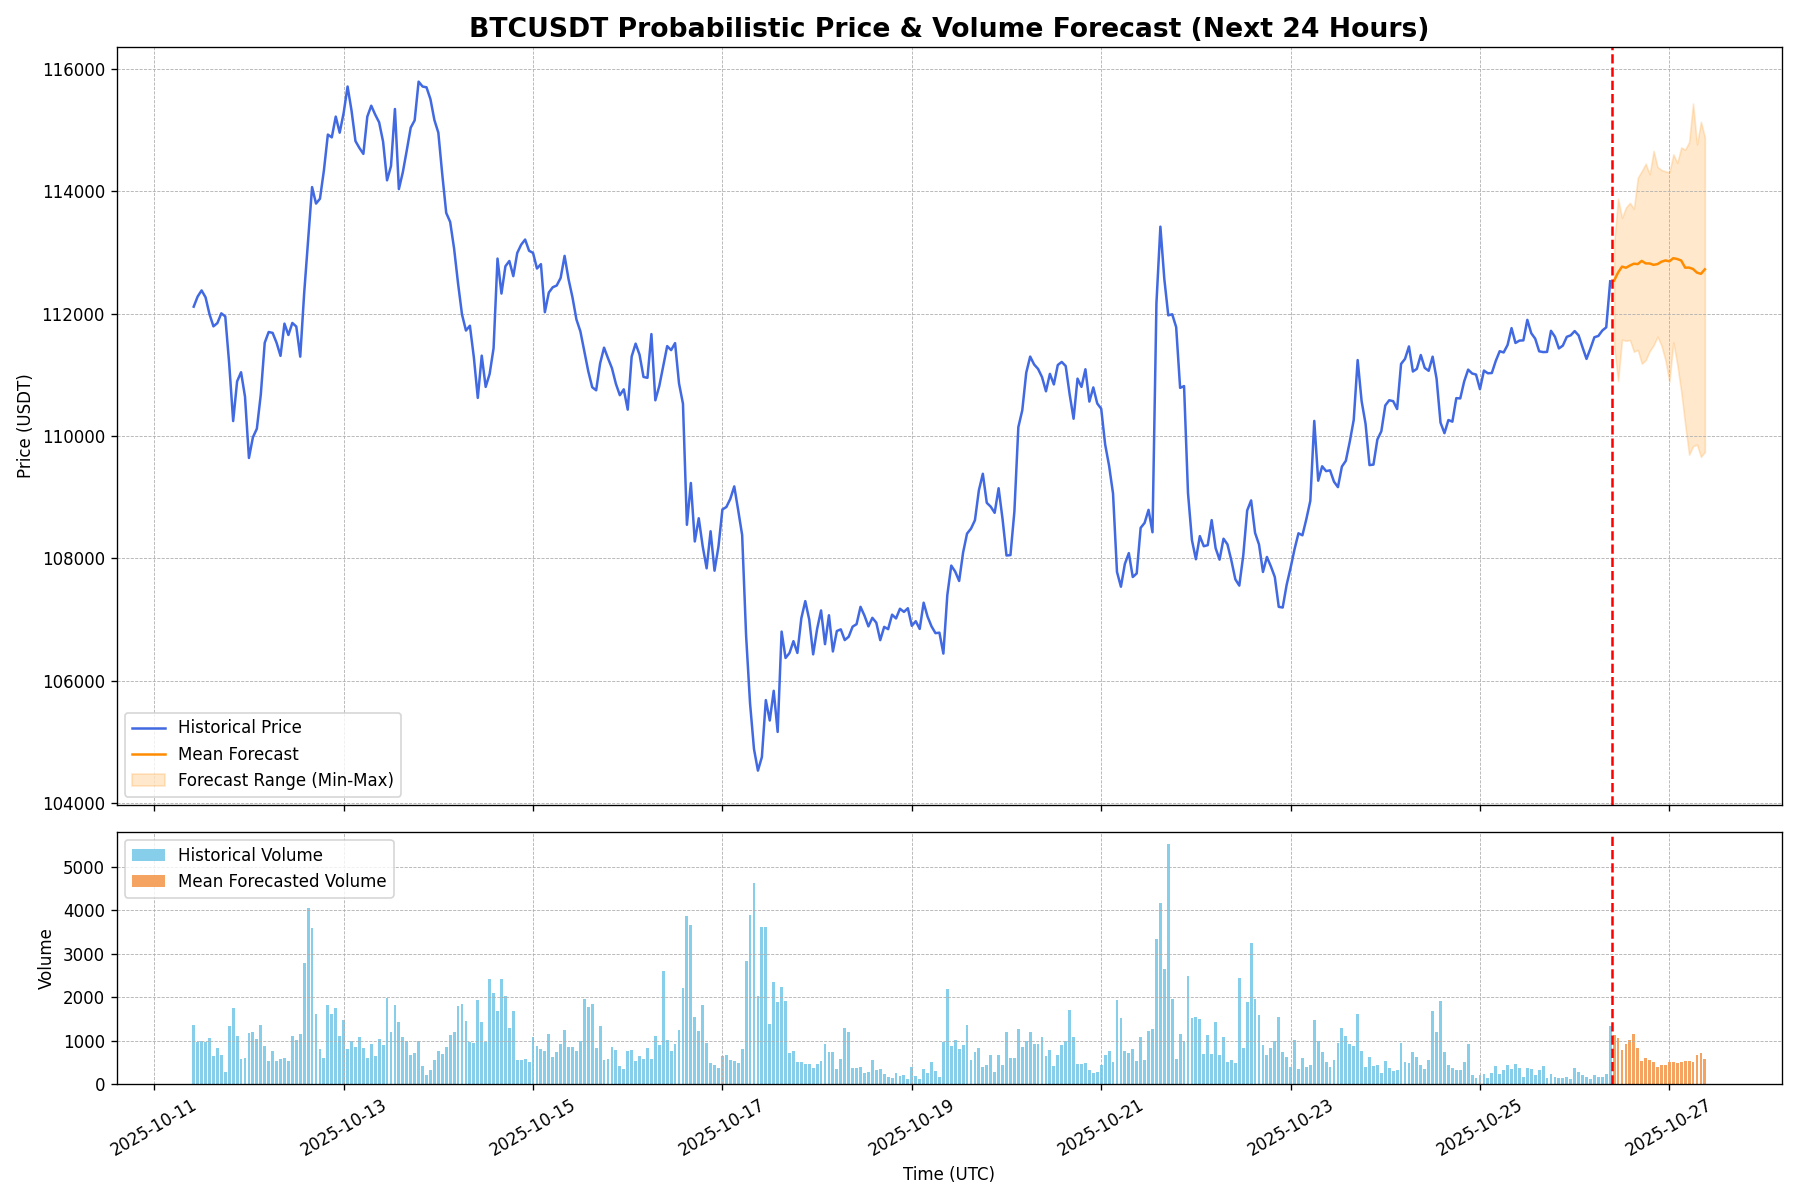 BTCUSDT Probabilistic Price & Volume Forecast (Next 24 Hours)
116000
114000
112000
110000
108000
106000
104000
Price (USDT)
Historical Price
Mean Forecast
Forecast Range (Min-Max)
5000
4000
3000
2000
1000
0
Volume
Historical Volume
Mean Forecasted Volume
2025-10-11
2025-10-13
2025-10-15
2025-10-17
2025-10-19
2025-10-21
2025-10-23
2025-10-25
2025-10-27
Time (UTC)